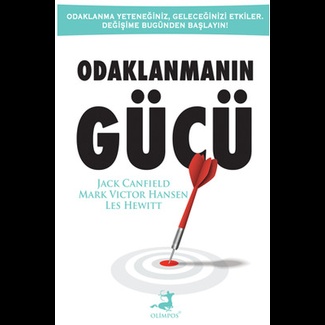 ODAKLANMA YETENEĞİNİZ, GELECEĞİNİZİ ETKİLER.
DEĞİŞİME BUGÜNDEN BAŞLAYIN!
ODAKLANMANIN
GÜCÜ
JACK CANFIELD
MARK VICTOR HANSEN
LES HEWITT
OLIMPOS